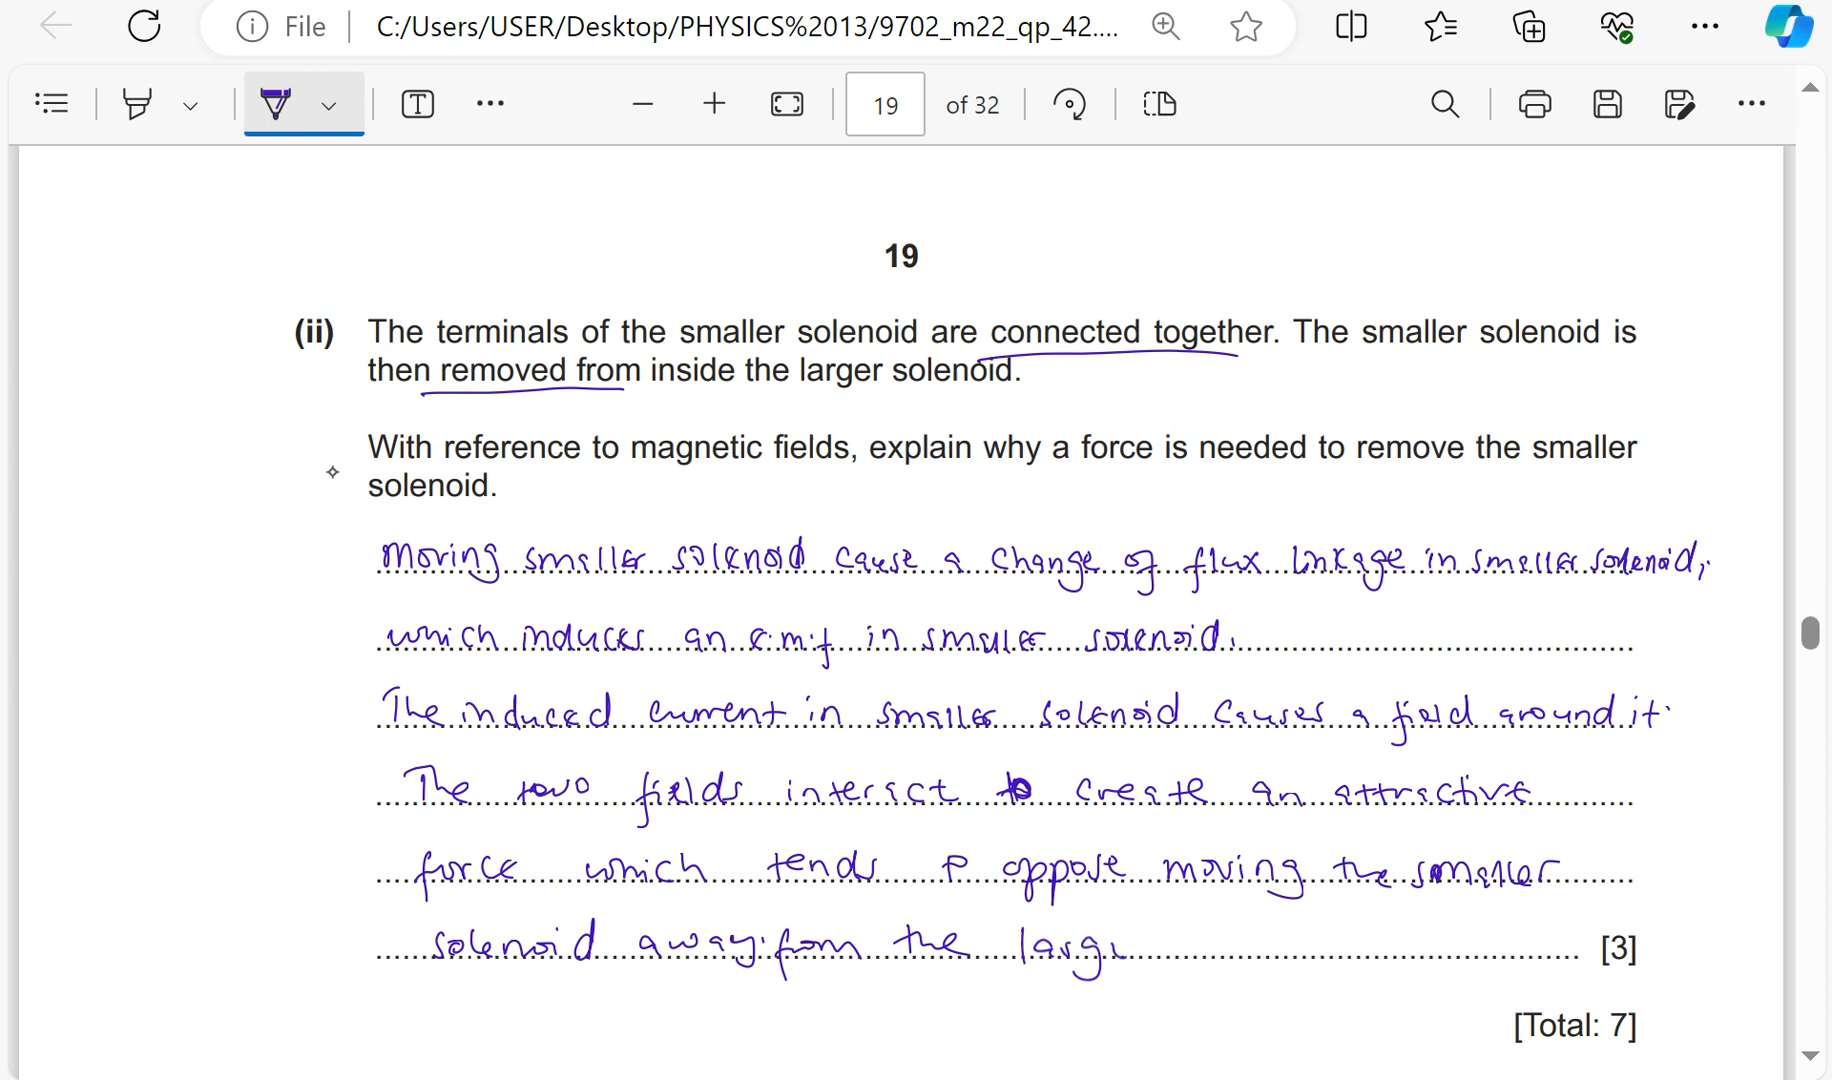 File C:/Users/USER/Desktop/PHYSICS%2013/9702_m22_qp_42....
19 of 32
19
(ii) The terminals of the smaller solenoid are connected together. The smaller solenoid is
then removed from inside the larger solenoid.
With reference to magnetic fields, explain why a force is needed to remove the smaller
solenoid.
moving smaller solenoid cause a change of flux linkage in smaller solenoid,
which induces an e.m.f in smaller solenoid.
The induced current in smaller solenoid causes a field around it.
The two fields interact to create an attractive
force which tends to oppose moving the smaller
solenoid away from the large [3]
[Total: 7]